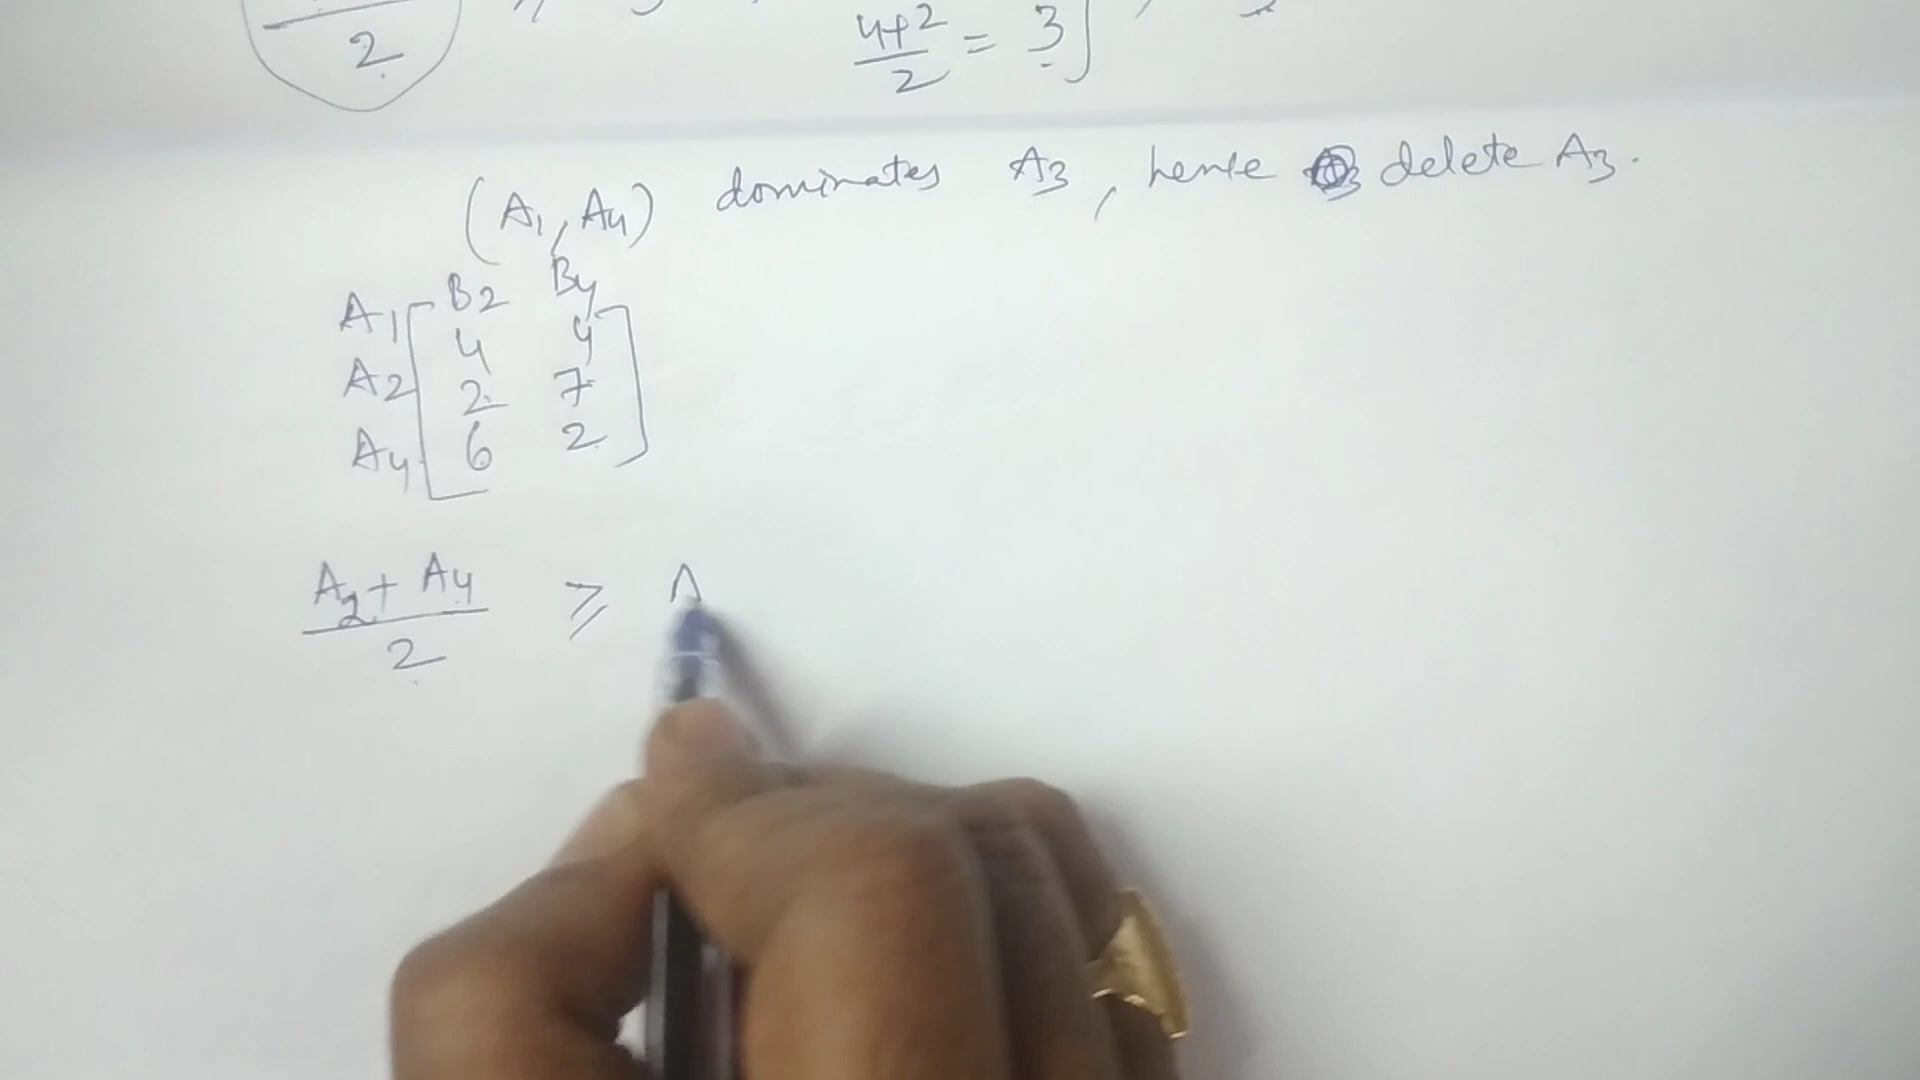 2
4+2
2 = 3]
(A1, A4) dominates A3, hence delete A3.
B2 B4
A1 4 4
A2 2 7
A4 6 2
A2 + A4 ⩾ A
2